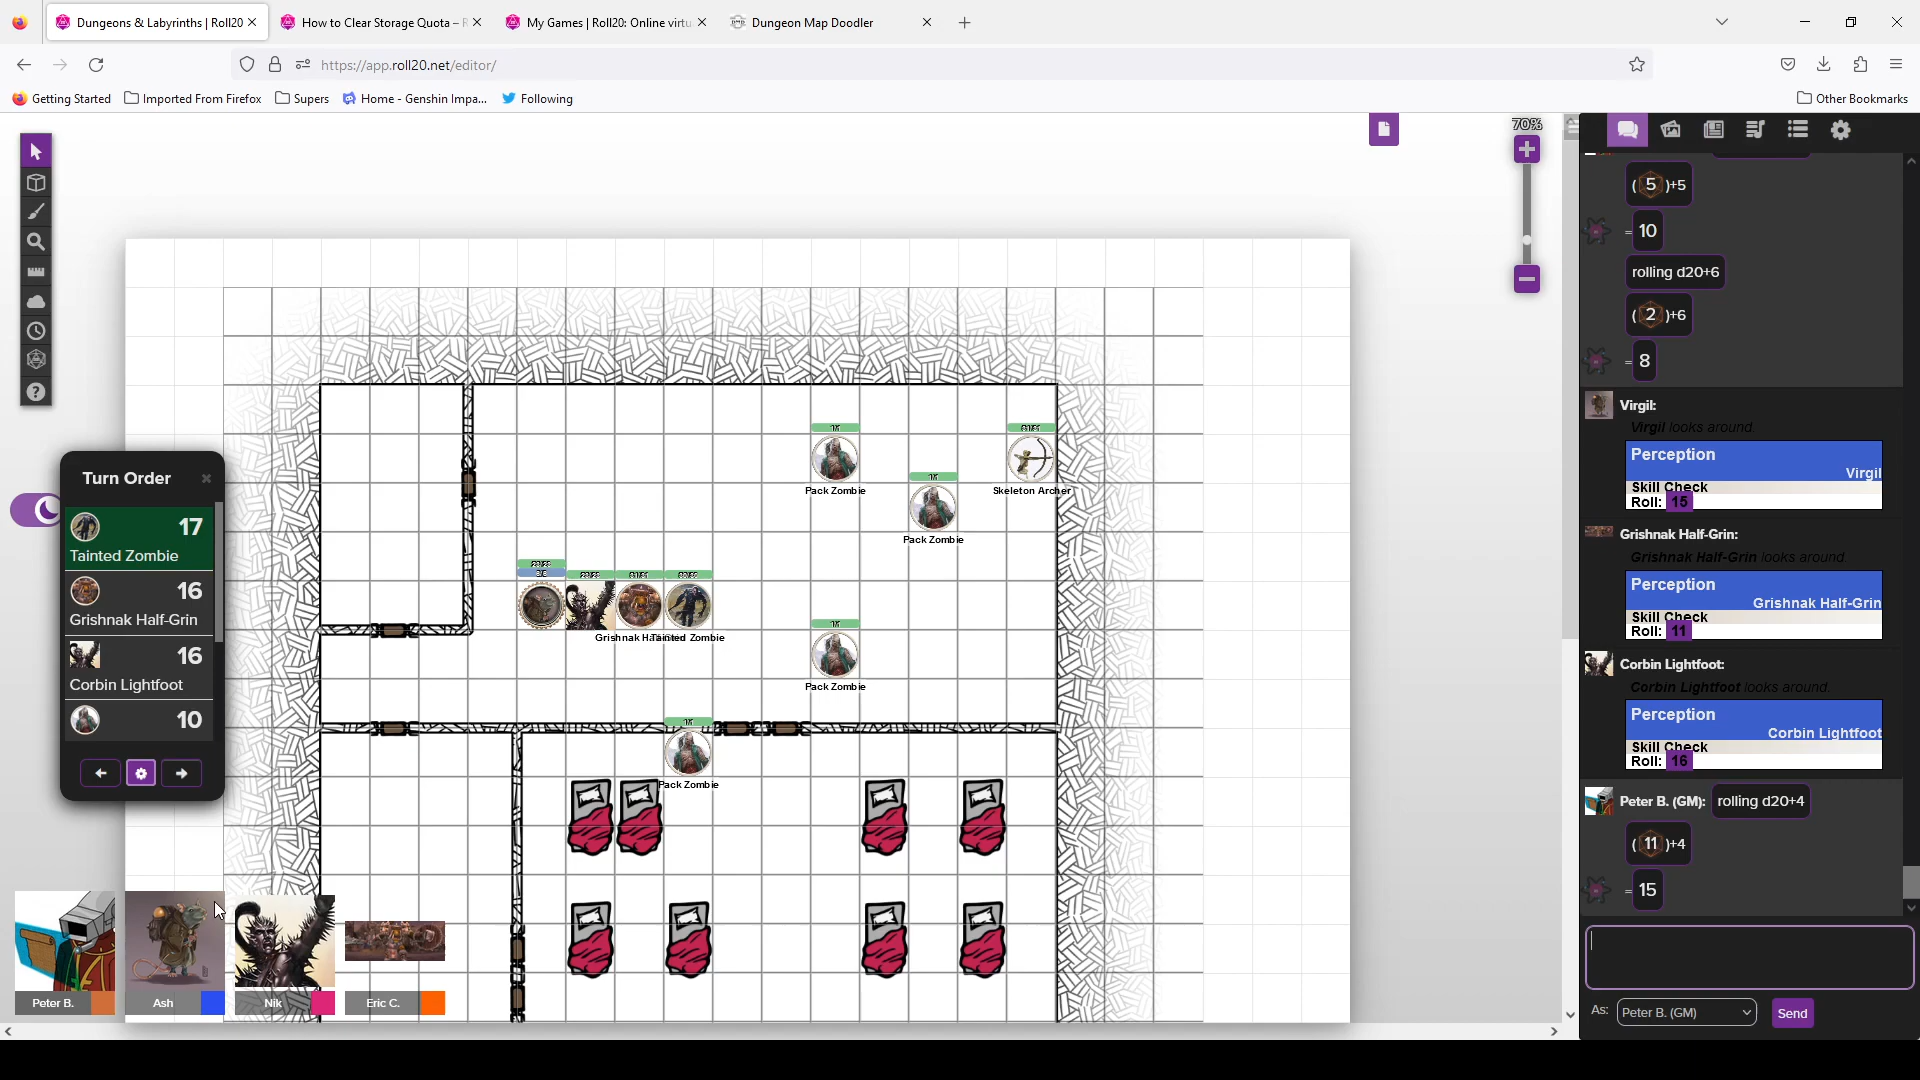 Dungeons & Labyrinths | Roll20
How to Clear Storage Quota – R
My Games | Roll20: Online virtu
Dungeon Map Doodler
https://app.roll20.net/editor/
Getting Started
Imported From Firefox
Supers
Home - Genshin Impa...
Following
Other Bookmarks
70%
(5)+5
=10
rolling d20+6
(2)+6
=8
Virgil:
Virgil looks around.
Perception
Virgil
Skill Check
Roll: 15
Grishnak Half-Grin:
Grishnak Half-Grin looks around.
Perception
Grishnak Half-Grin
Skill Check
Roll: 11
Corbin Lightfoot:
Corbin Lightfoot looks around.
Perception
Corbin Lightfoot
Skill Check
Roll: 16
Peter B. (GM): rolling d20+4
(11)+4
=15
As: Peter B. (GM)
Send
Turn Order
17
Tainted Zombie
16
Grishnak Half-Grin
16
Corbin Lightfoot
10
Pack Zombie
Skeleton Archer
Pack Zombie
Grishnak Ha
Tainted Zombie
Pack Zombie
Pack Zombie
Peter B.
Ash
Nik
Eric C.